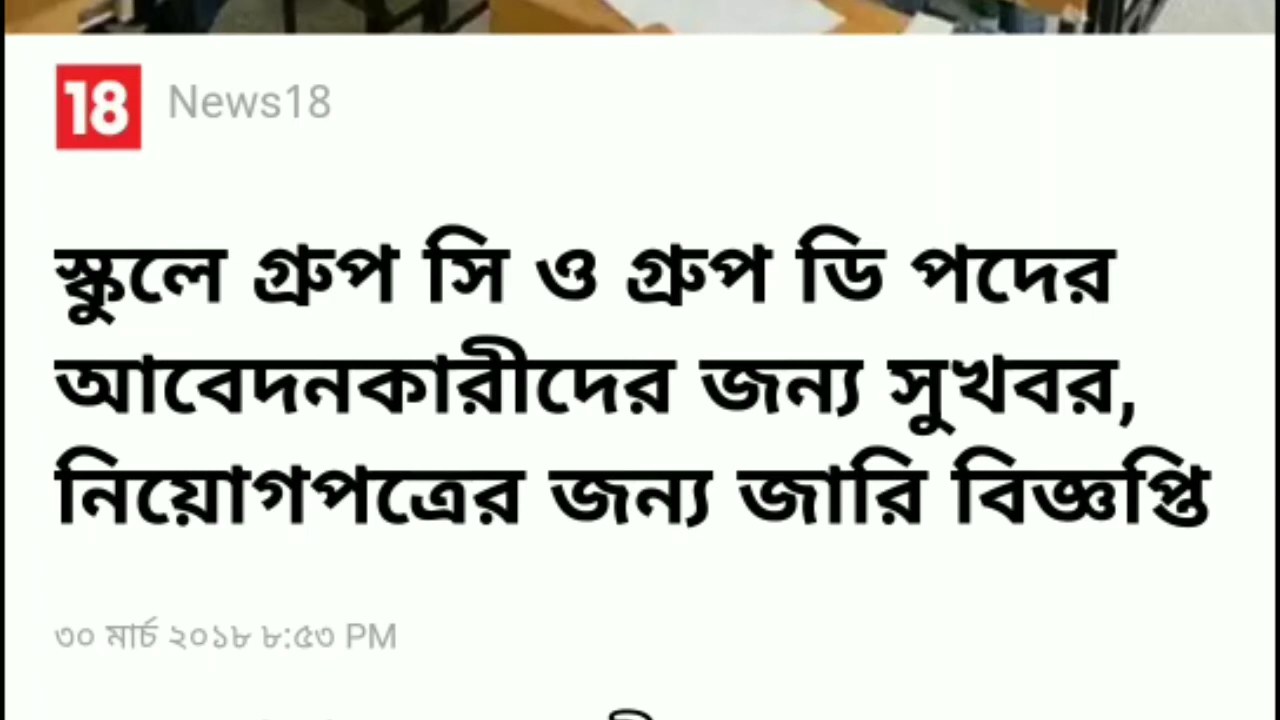 18 News18
স্কুলে গ্রুপ সি ও গ্রুপ ডি পদের
আবেদনকারীদের জন্য সুখবর,
নিয়োগপত্রের জন্য জারি বিজ্ঞপ্তি
৩০ মার্চ ২০১৮ ৮:৫৩ PM